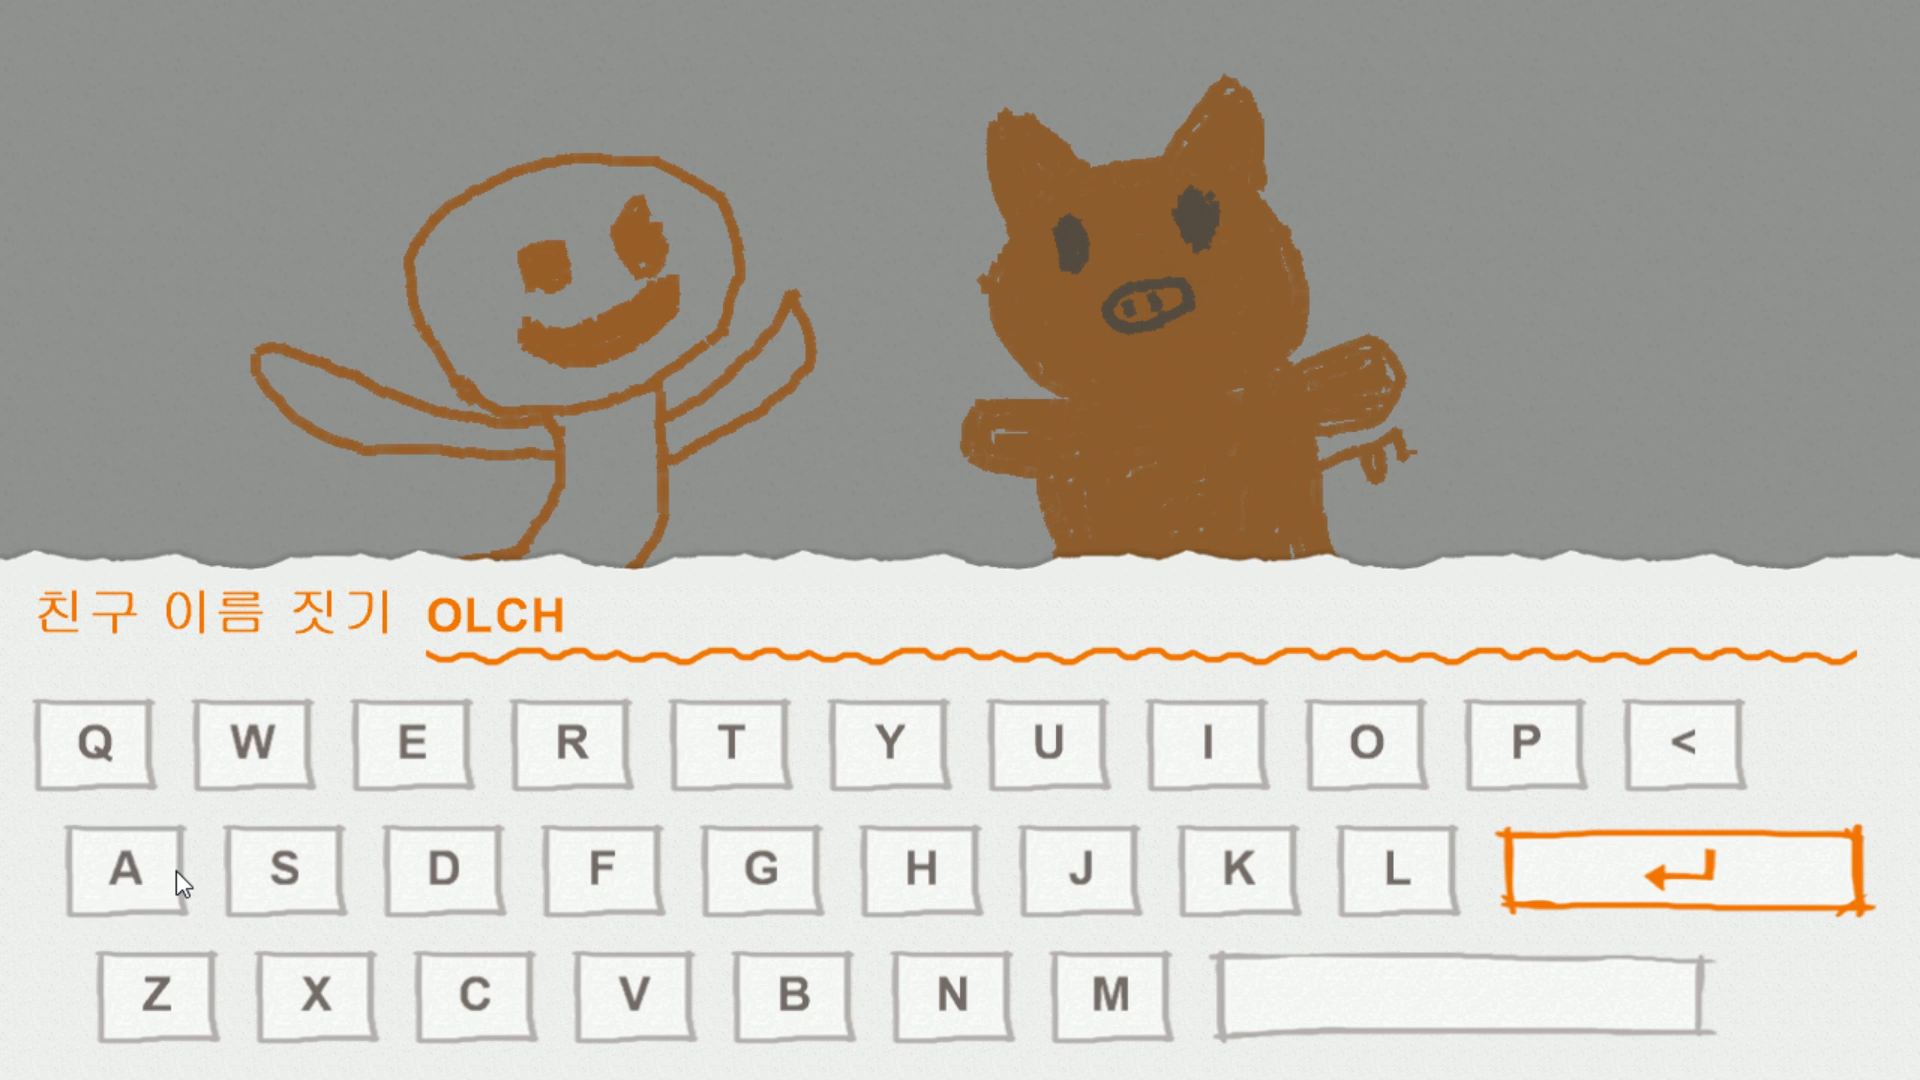 친구 이름 짓기 OLCH
Q W E R T Y U I O P <
A S D F G H J K L
Z X C V B N M